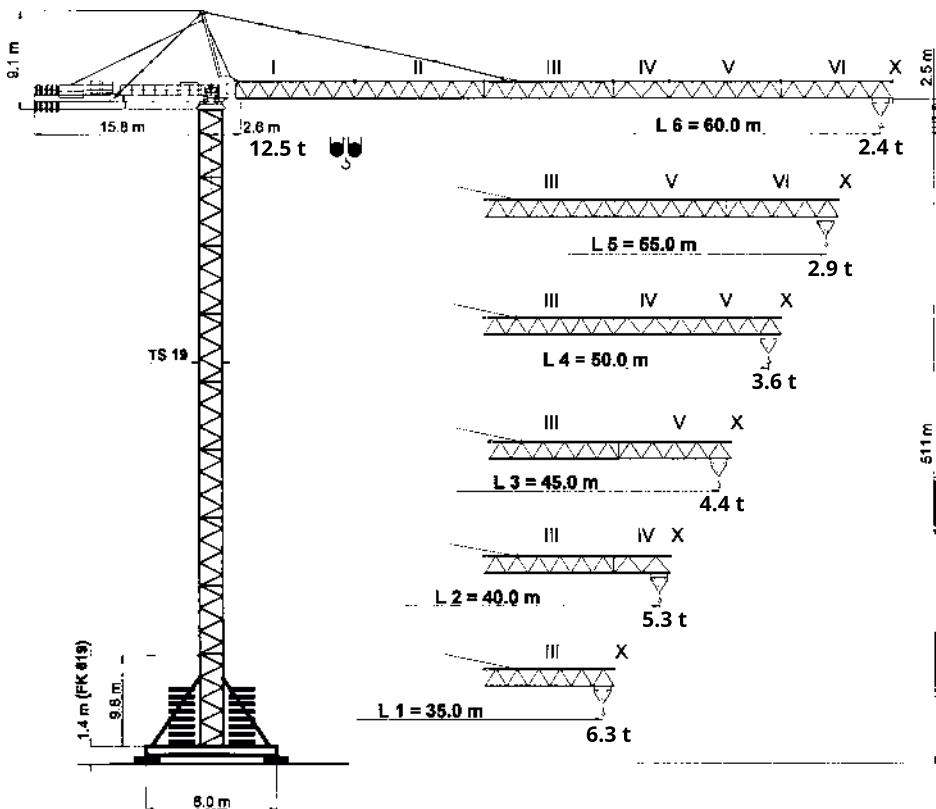 9.1 m
I II III IV V VI X
2.5 m
15.8 m
2.6 m
12.5 t
L 6 = 60.0 m
2.4 t
III V VI X
L 5 = 55.0 m
2.9 t
III IV V X
L 4 = 50.0 m
3.6 t
TS 19
III V X
L 3 = 45.0 m
4.4 t
511 m
III IV X
L 2 = 40.0 m
5.3 t
III X
L 1 = 35.0 m
6.3 t
1.4 m (FK 619)
9.8 m
6.0 m